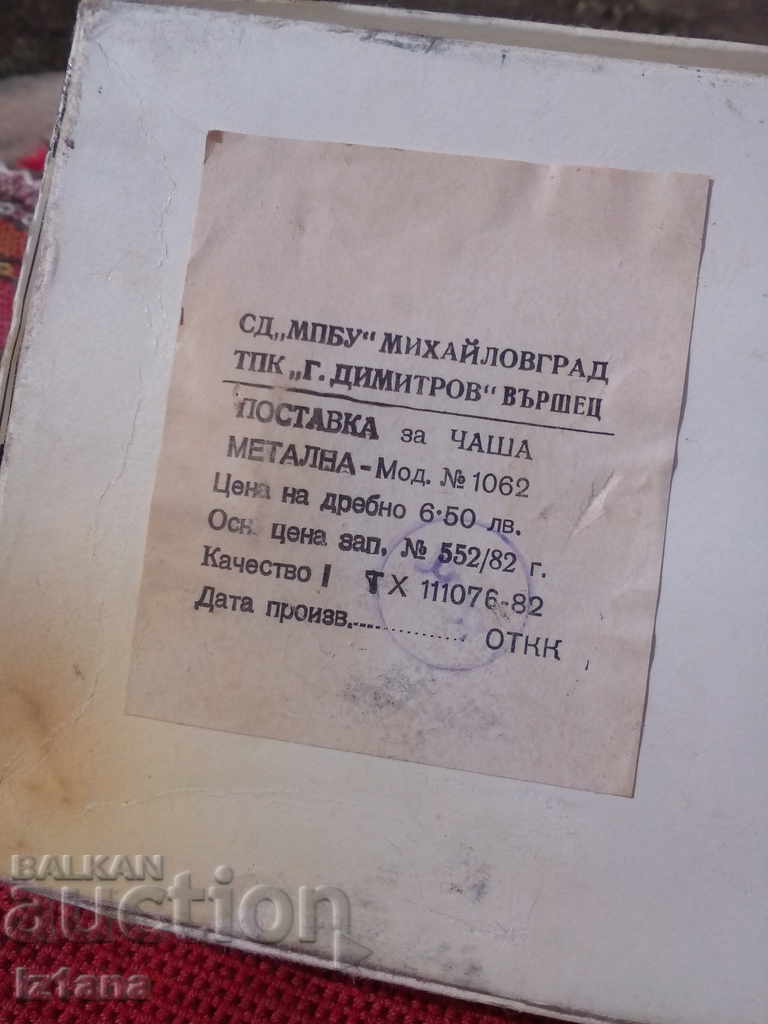 СД „МПБУ“ МИХАЙЛОВГРАД
ТПК „Г. ДИМИТРОВ“ ВЪРШЕЦ
ПОСТАВКА за ЧАША
МЕТАЛНА - Мод. № 1062
Цена на дребно 6·50 лв.
Осн. цена зап. № 552/82 г.
Качество I ТХ 111076-82
Дата произв............... ОТКК
BALKAN
auction
Iz1ana